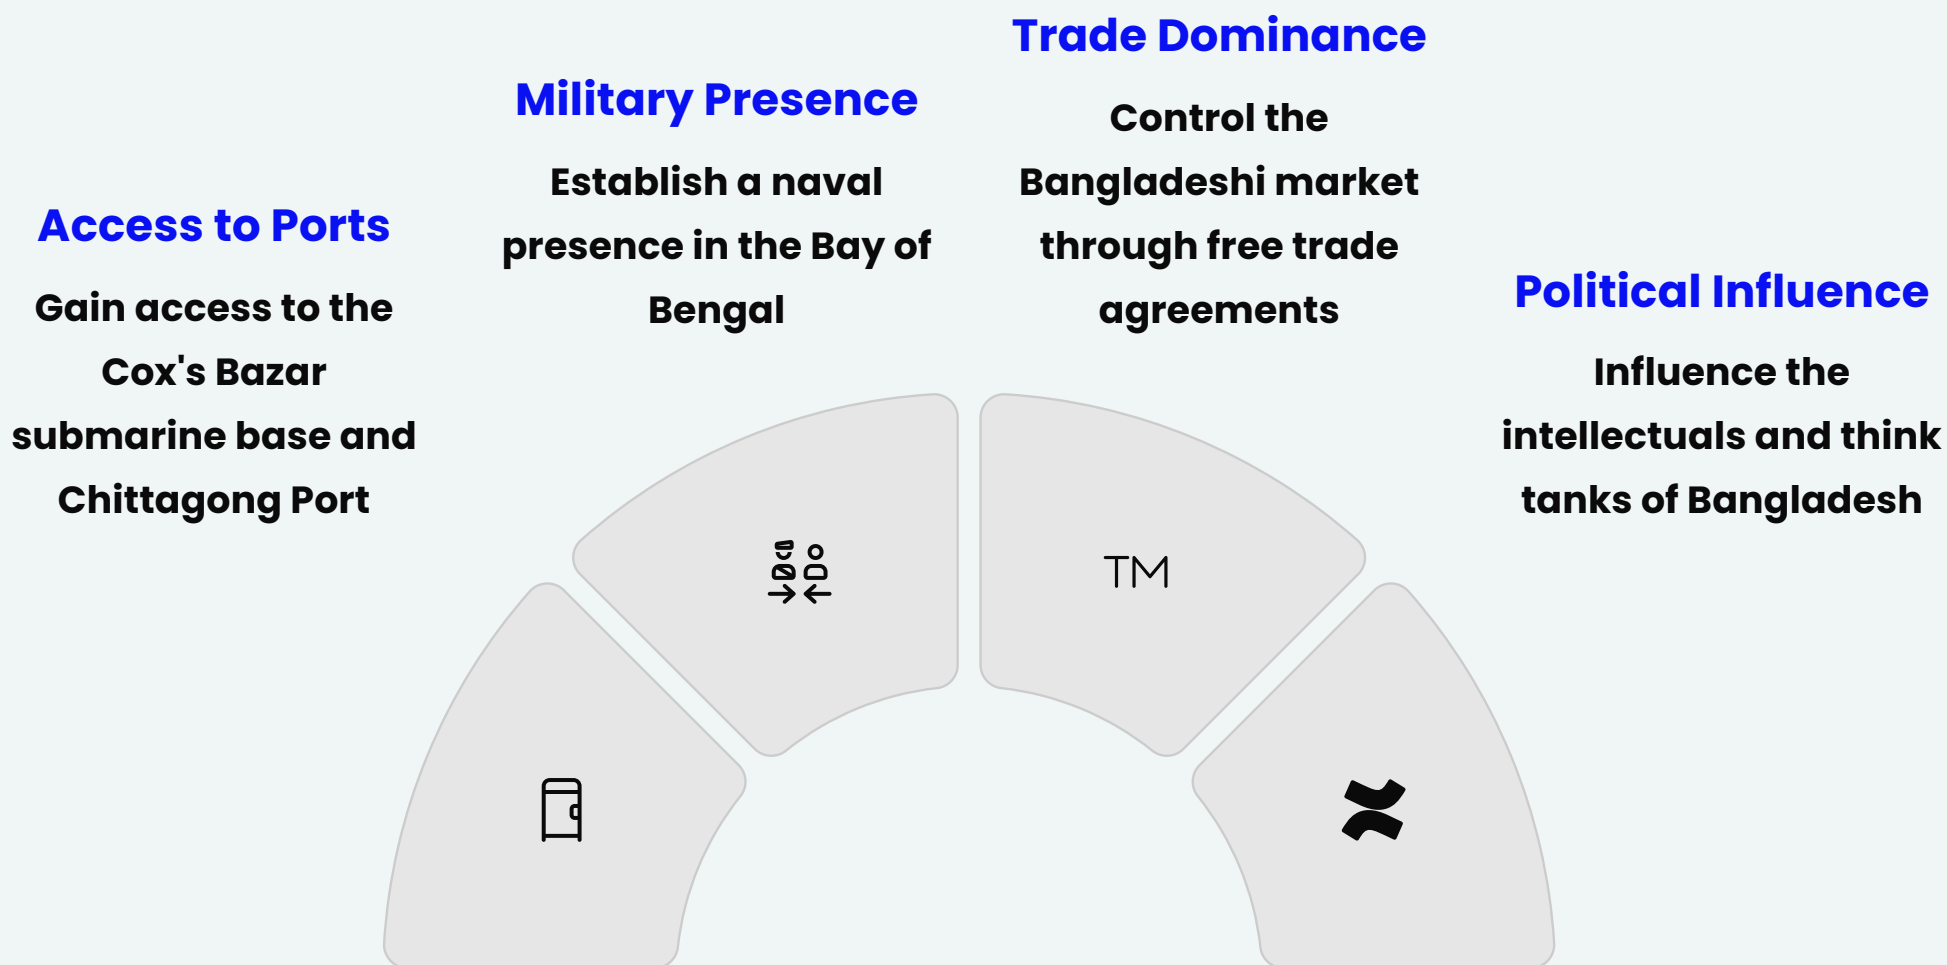 Access to Ports
Gain access to the
Cox's Bazar
submarine base and
Chittagong Port
Military Presence
Establish a naval
presence in the Bay of
Bengal
Trade Dominance
Control the
Bangladeshi market
through free trade
agreements
Political Influence
Influence the
intellectuals and think
tanks of Bangladesh
TM